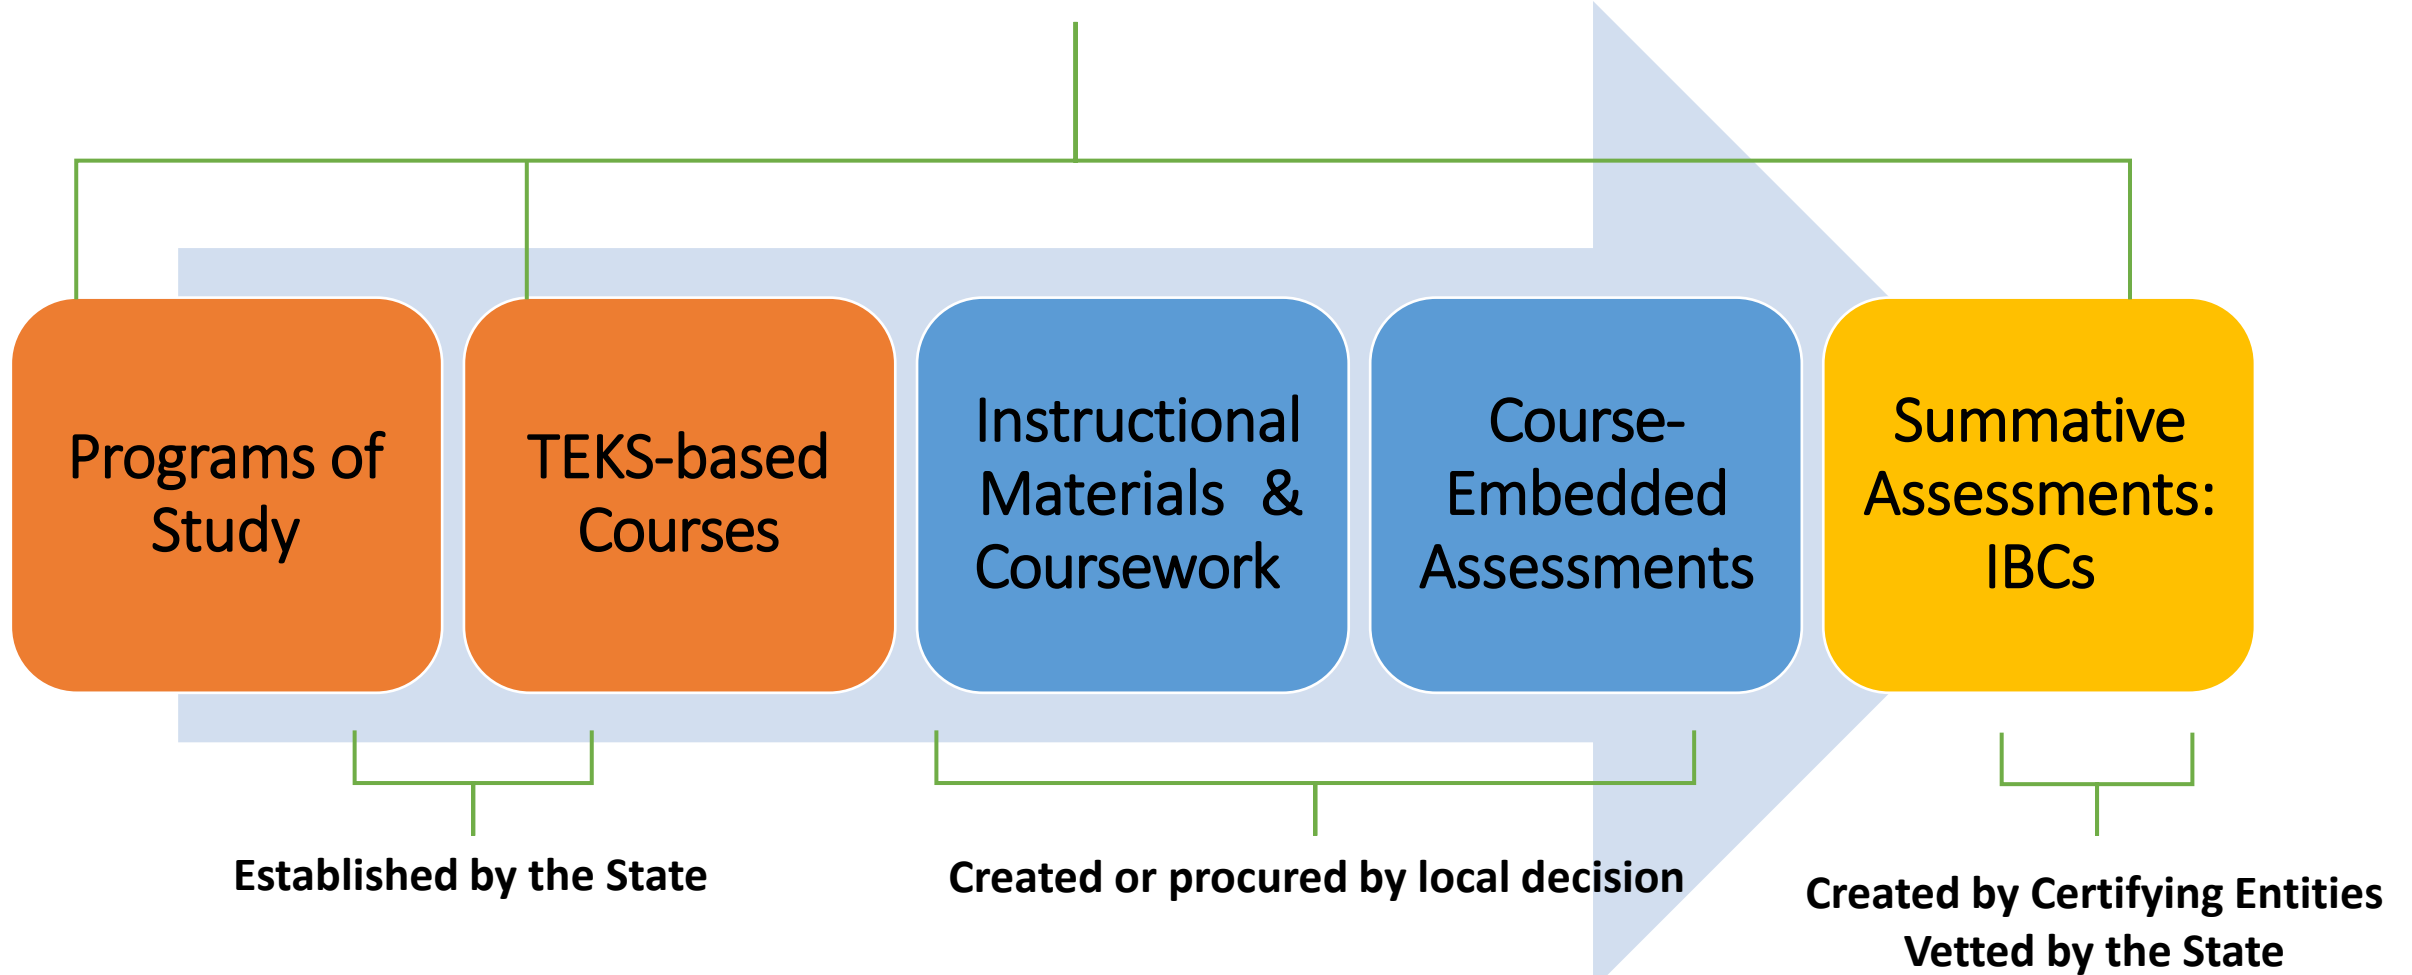 Programs of
Study
TEKS-based
Courses
Instructional
Materials & 
Coursework
Course-
Embedded
Assessments
Summative
Assessments:
IBCs
Established by the State
Created or procured by local decision
Created by Certifying Entities
Vetted by the State